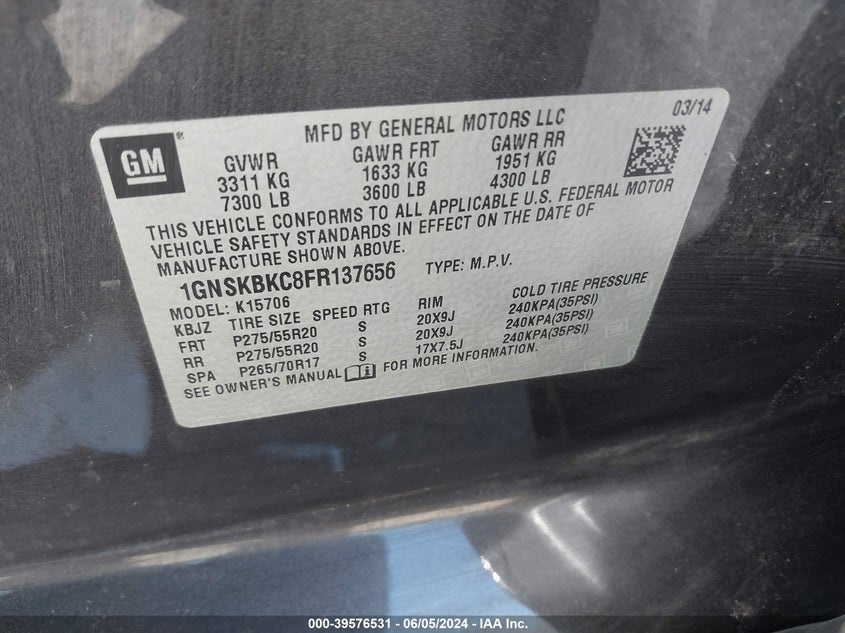 03/14
MFD BY GENERAL MOTORS LLC
GM®
GVWR GAWR FRT GAWR RR
3311 KG 1633 KG 1951 KG
7300 LB 3600 LB 4300 LB
THIS VEHICLE CONFORMS TO ALL APPLICABLE U.S. FEDERAL MOTOR
VEHICLE SAFETY STANDARDS IN EFFECT ON THE DATE OF
MANUFACTURE SHOWN ABOVE.
1GNSKBKC8FR137656 TYPE: M.P.V.
MODEL: K15706
KBJZ TIRE SIZE SPEED RTG RIM COLD TIRE PRESSURE
FRT P275/55R20 S 20X9J 240KPA(35PSI)
RR P275/55R20 S 20X9J 240KPA(35PSI)
SPA P265/70R17 S 17X7.5J 240KPA(35PSI)
SEE OWNER'S MANUAL FOR MORE INFORMATION.
000-39576531 - 06/05/2024 - IAA Inc.